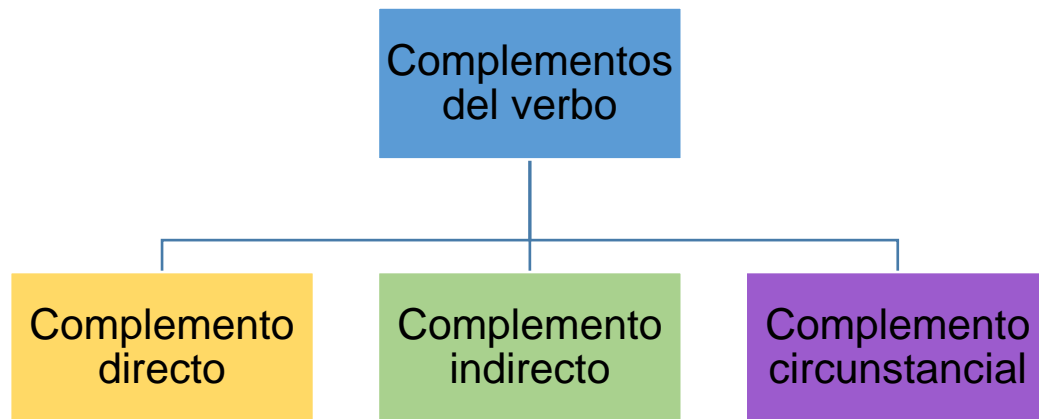 Complementos
del verbo
Complemento
directo
Complemento
indirecto
Complemento
circunstancial